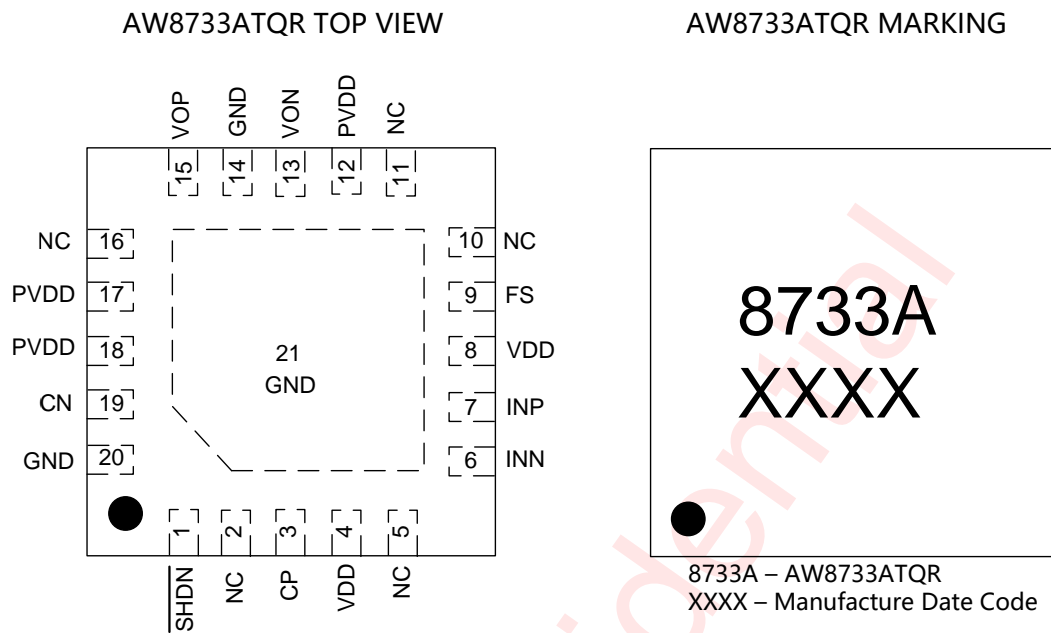 AW8733ATQR TOP VIEW
AW8733ATQR MARKING
VOP
GND
VON
PVDD
NC
15
14
13
12
11
NC 16
10 NC
PVDD 17
9 FS
PVDD 18
8 VDD
CN 19
7 INP
GND 20
6 INN
21
GND
1
2
3
4
5
SHDN
NC
CP
VDD
NC
8733A
XXXX
8733A – AW8733ATQR
XXXX – Manufacture Date Code
idential